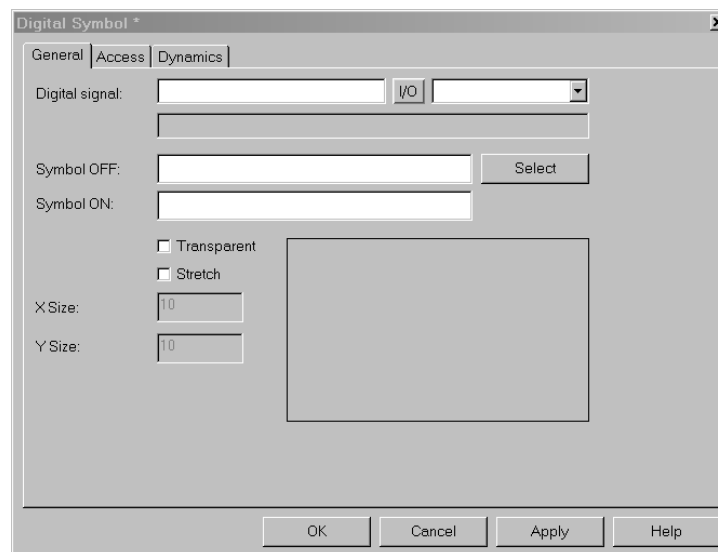 Digital Symbol *
General Access Dynamics
Digital signal: I/O
Symbol OFF: Select
Symbol ON:
Transparent
Stretch
X Size: 10
Y Size: 10
OK Cancel Apply Help